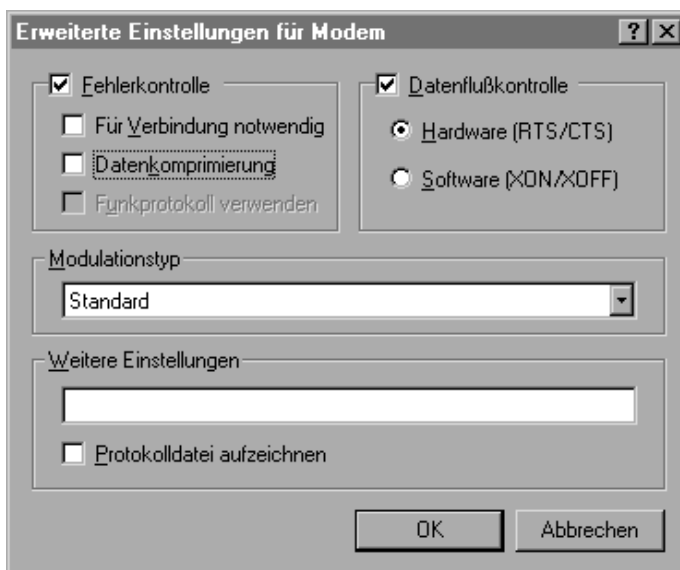 Erweiterte Einstellungen für Modem
Fehlerkontrolle
Für Verbindung notwendig
Datenkomprimierung
Funkprotokoll verwenden
Datenflußkontrolle
Hardware (RTS/CTS)
Software (XON/XOFF)
Modulationstyp
Standard
Weitere Einstellungen
Protokolldatei aufzeichnen
OK
Abbrechen